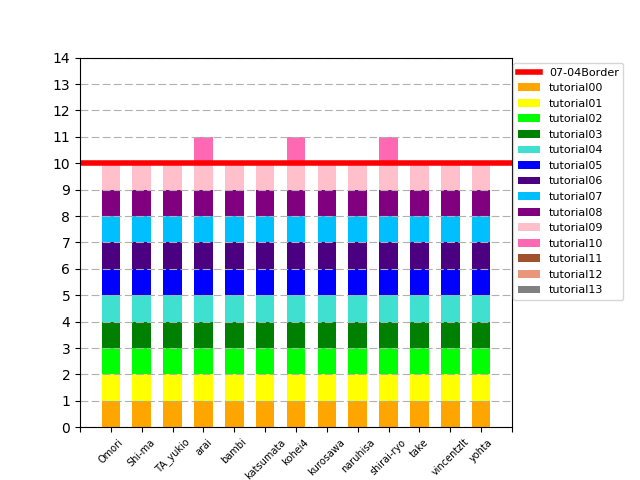 14
13
12
11
10
9
8
7
6
5
4
3
2
1
0
Omori
Shi-ma
TA_yukio
arai
bambi
katsumata
kohei4
kurosawa
naruhisa
shirai-ryo
take
vincentzlt
yohta
07-04Border
tutorial00
tutorial01
tutorial02
tutorial03
tutorial04
tutorial05
tutorial06
tutorial07
tutorial08
tutorial09
tutorial10
tutorial11
tutorial12
tutorial13